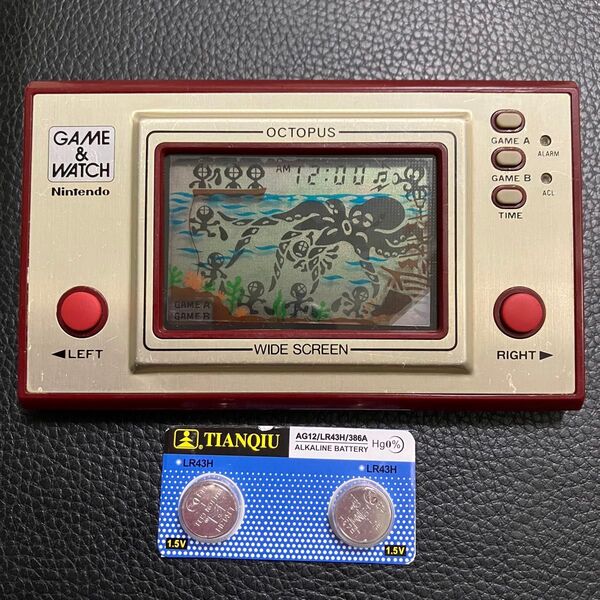 OCTOPUS
GAME
&
WATCH
Nintendo
AM 12:00
GAME A
GAME B
GAME A
ALARM
GAME B
ACL
TIME
◄LEFT
WIDE SCREEN
RIGHT►
TIANQIU
AG12/LR43H/386A
ALKALINE BATTERY
Hg0%
LR43H
LR43H
1.5V
1.5V